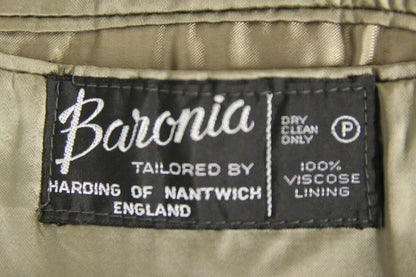 Baronia
TAILORED BY
HARDING OF NANTWICH
ENGLAND
DRY
CLEAN
ONLY
P
100%
VISCOSE
LINING